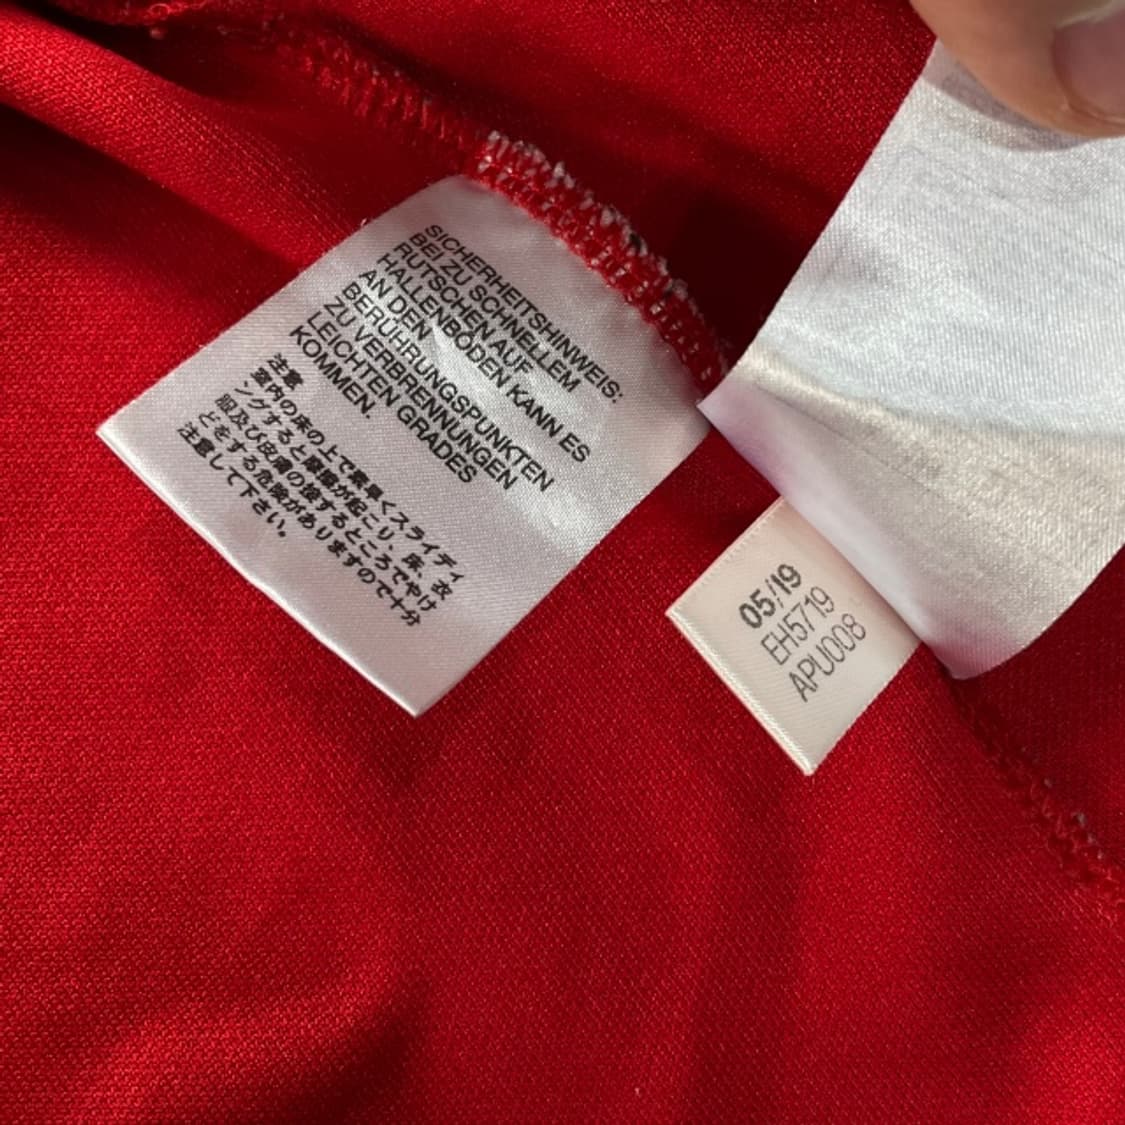 SICHERHEITSHINWEIS:
BEI ZU SCHNELLEM
RUTSCHEN AUF
HALLENBÖDEN KANN ES
AN DEN
BERÜHRUNGSPUNKTEN
ZU VERBRENNUNGEN
LEICHTEN GRADES
KOMMEN.
注意
室内の床の上で素早くスライディ
ングすると摩擦が起こり、床、衣
服及び皮膚の接するところでやけ
どをする危険がありますので十分
注意して下さい。
05/19
EH5719
APU008